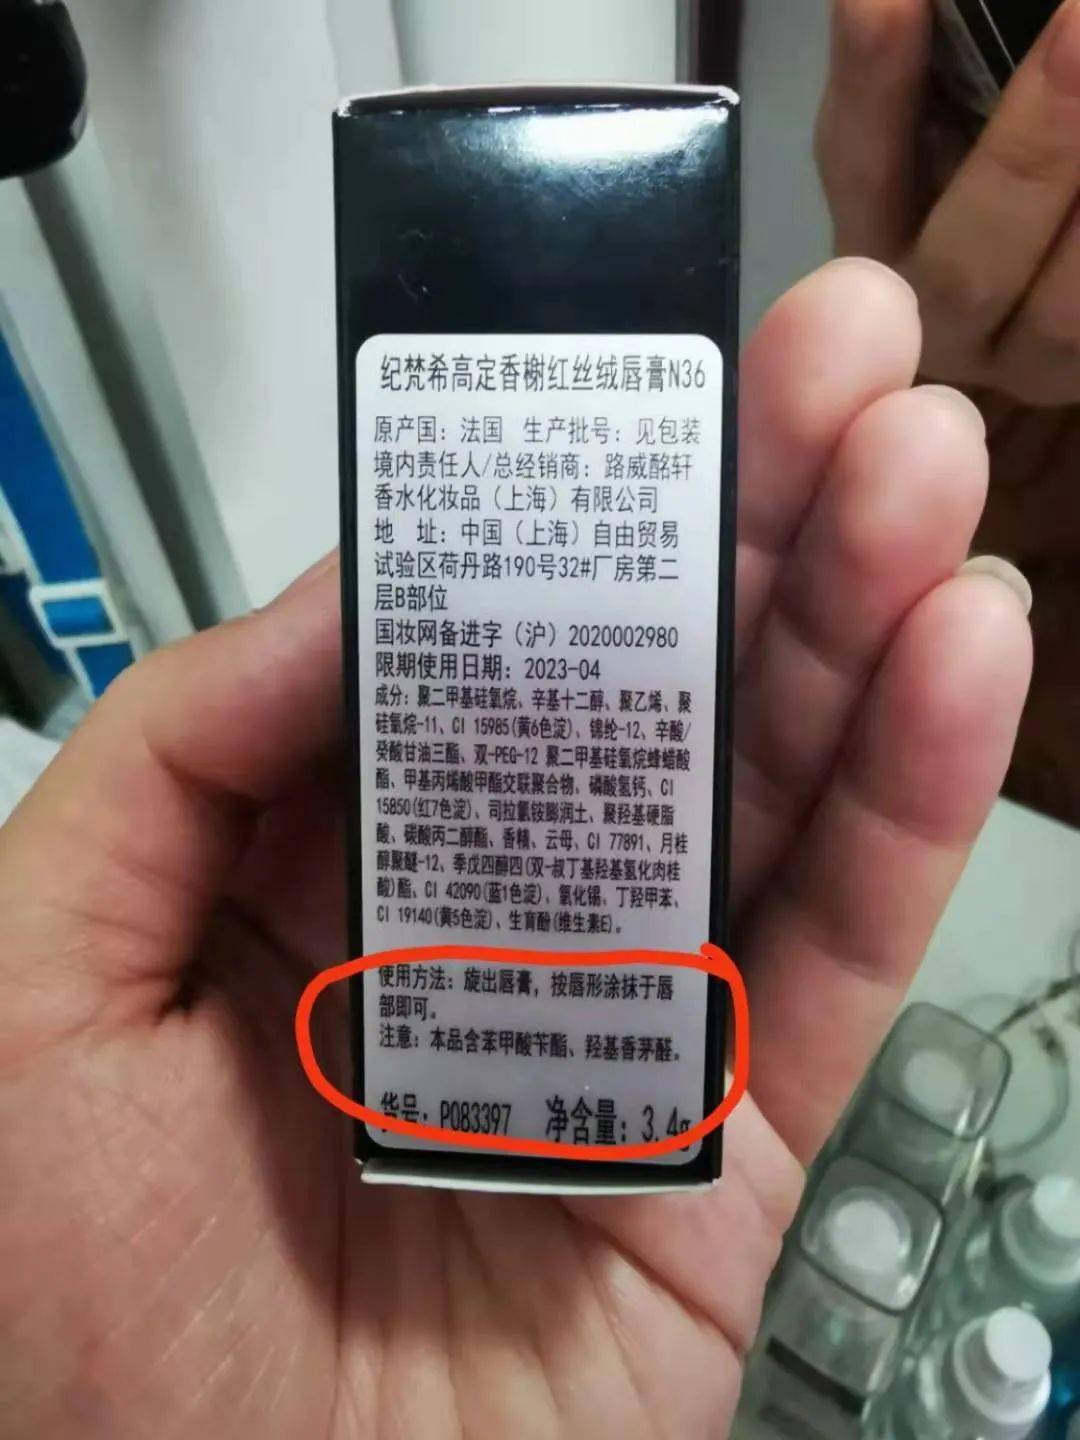 纪梵希高定香榭红丝绒唇膏N36
原产国：法国 生产批号：见包装
境内责任人/总经销商：路威酩轩
香水化妆品（上海）有限公司
地 址：中国（上海）自由贸易
试验区荷丹路190号32#厂房第二
层B部位
国妆网备进字（沪）2020002980
限期使用日期：2023-04
成分：聚二甲基硅氧烷、辛基十二醇、聚乙烯、聚
硅氧烷-11、CI 15985(黄6色淀)、锦纶-12、辛酸/
癸酸甘油三酯、双-PEG-12 聚二甲基硅氧烷蜂蜡酸
酯、甲基丙烯酸甲酯交联聚合物、磷酸氢钙、CI
15850(红7色淀)、司拉氯铵膨润土、聚羟基硬脂
酸、碳酸丙二醇酯、香精、云母、CI 77891、月桂
醇聚醚-12、季戊四醇四(双-叔丁基羟基氢化肉桂
酸)酯、CI 42090(蓝1色淀)、氧化锡、丁羟甲苯、
CI 19140(黄5色淀)、生育酚(维生素E)。
使用方法：旋出唇膏，按唇形涂抹于唇
部即可。
注意：本品含苯甲酸苄酯、羟基香茅醛。
货号：P083397 净含量：3.4g